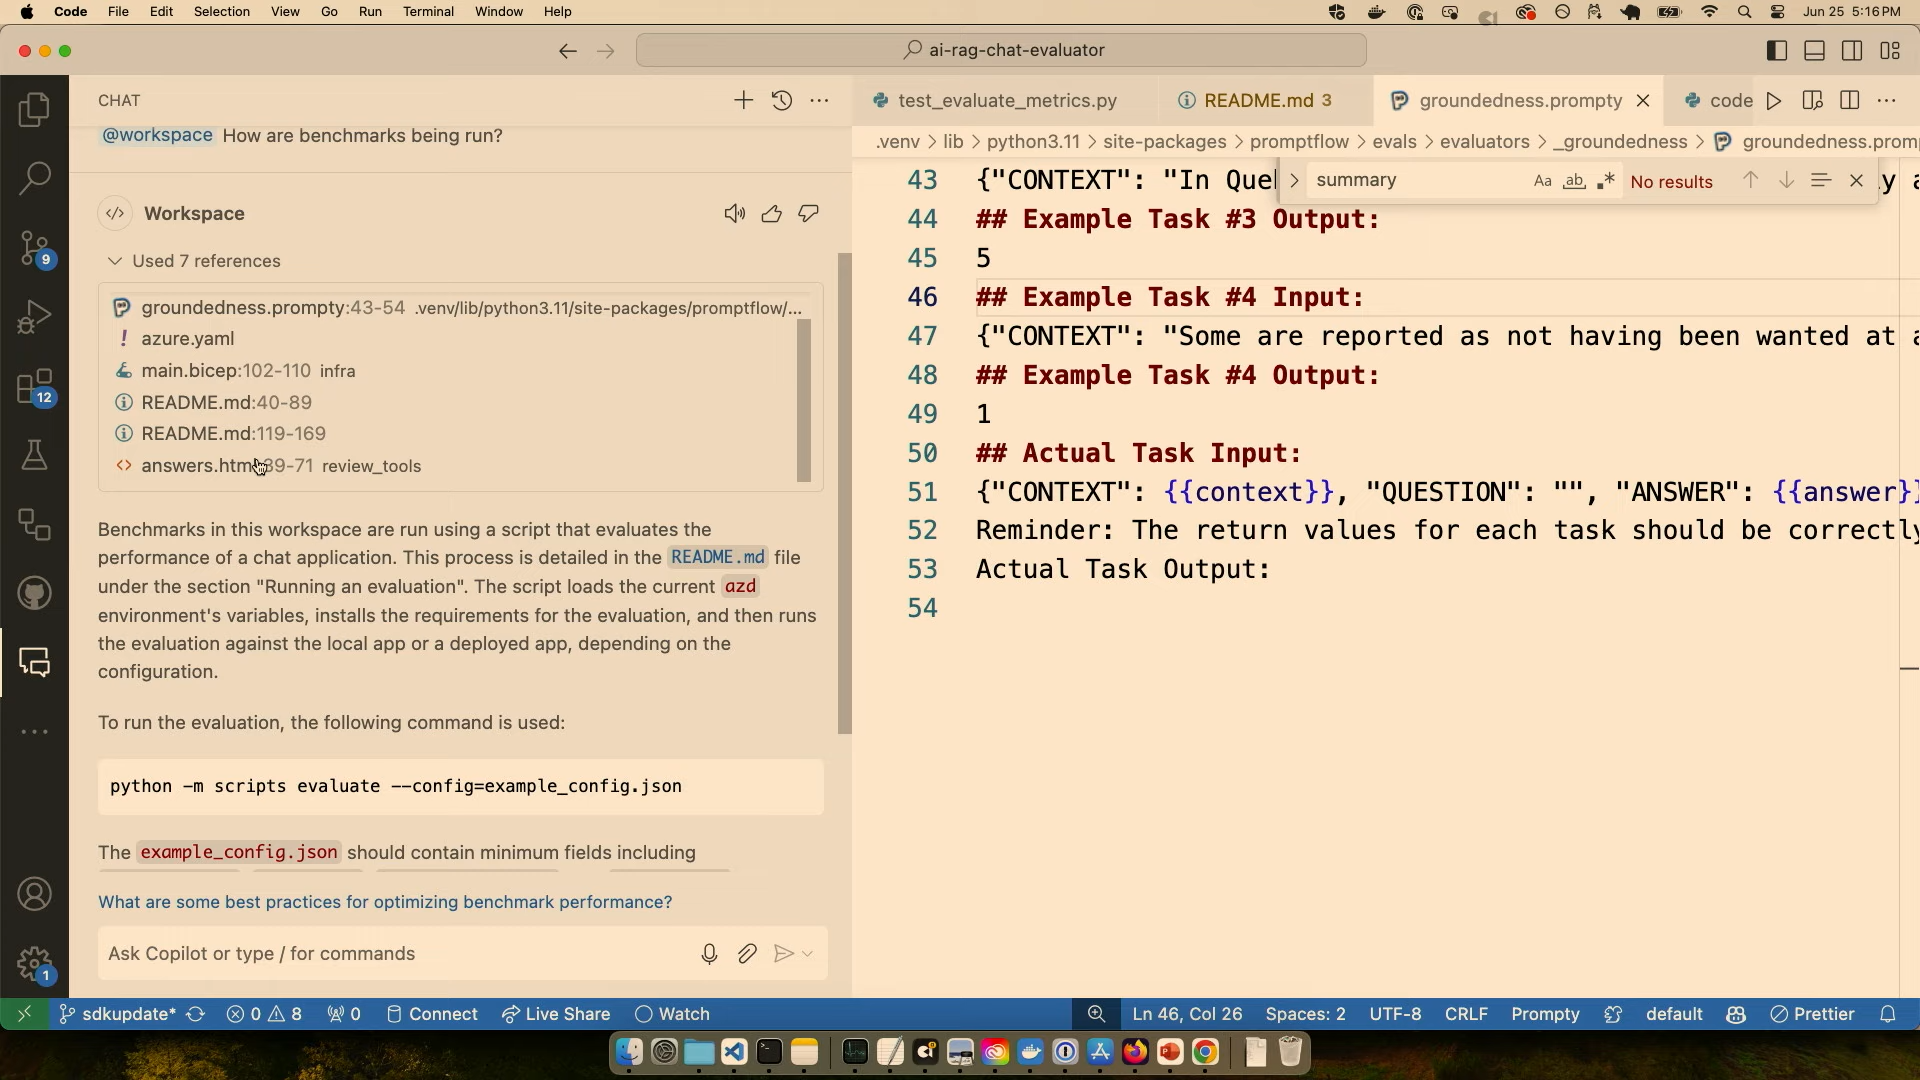 Code File Edit Selection View Go Run Terminal Window Help Jun 25 5:16 PM
ai-rag-chat-evaluator
CHAT
@workspace How are benchmarks being run?
Workspace
Used 7 references
groundedness.prompty:43-54 .venv/lib/python3.11/site-packages/promptflow/...
azure.yaml
main.bicep:102-110 infra
README.md:40-89
README.md:119-169
answers.htm 39-71 review_tools
Benchmarks in this workspace are run using a script that evaluates the
performance of a chat application. This process is detailed in the README.md file
under the section "Running an evaluation". The script loads the current azd
environment's variables, installs the requirements for the evaluation, and then runs
the evaluation against the local app or a deployed app, depending on the
configuration.
To run the evaluation, the following command is used:
python -m scripts evaluate --config=example_config.json
The example_config.json should contain minimum fields including
What are some best practices for optimizing benchmark performance?
Ask Copilot or type / for commands
9
12
1
test_evaluate_metrics.py README.md 3 groundedness.prompty code
.venv > lib > python3.11 > site-packages > promptflow > evals > evaluators > _groundedness > groundedness.prom
summary Aa ab .* No results
43 {"CONTEXT": "In Que y a
44 ## Example Task #3 Output:
45 5
46 ## Example Task #4 Input:
47 {"CONTEXT": "Some are reported as not having been wanted at a
48 ## Example Task #4 Output:
49 1
50 ## Actual Task Input:
51 {"CONTEXT": {{context}}, "QUESTION": "", "ANSWER": {{answer}}
52 Reminder: The return values for each task should be correctly
53 Actual Task Output:
54
sdkupdate* 0 8 0 Connect Live Share Watch Ln 46, Col 26 Spaces: 2 UTF-8 CRLF Prompty default Prettier